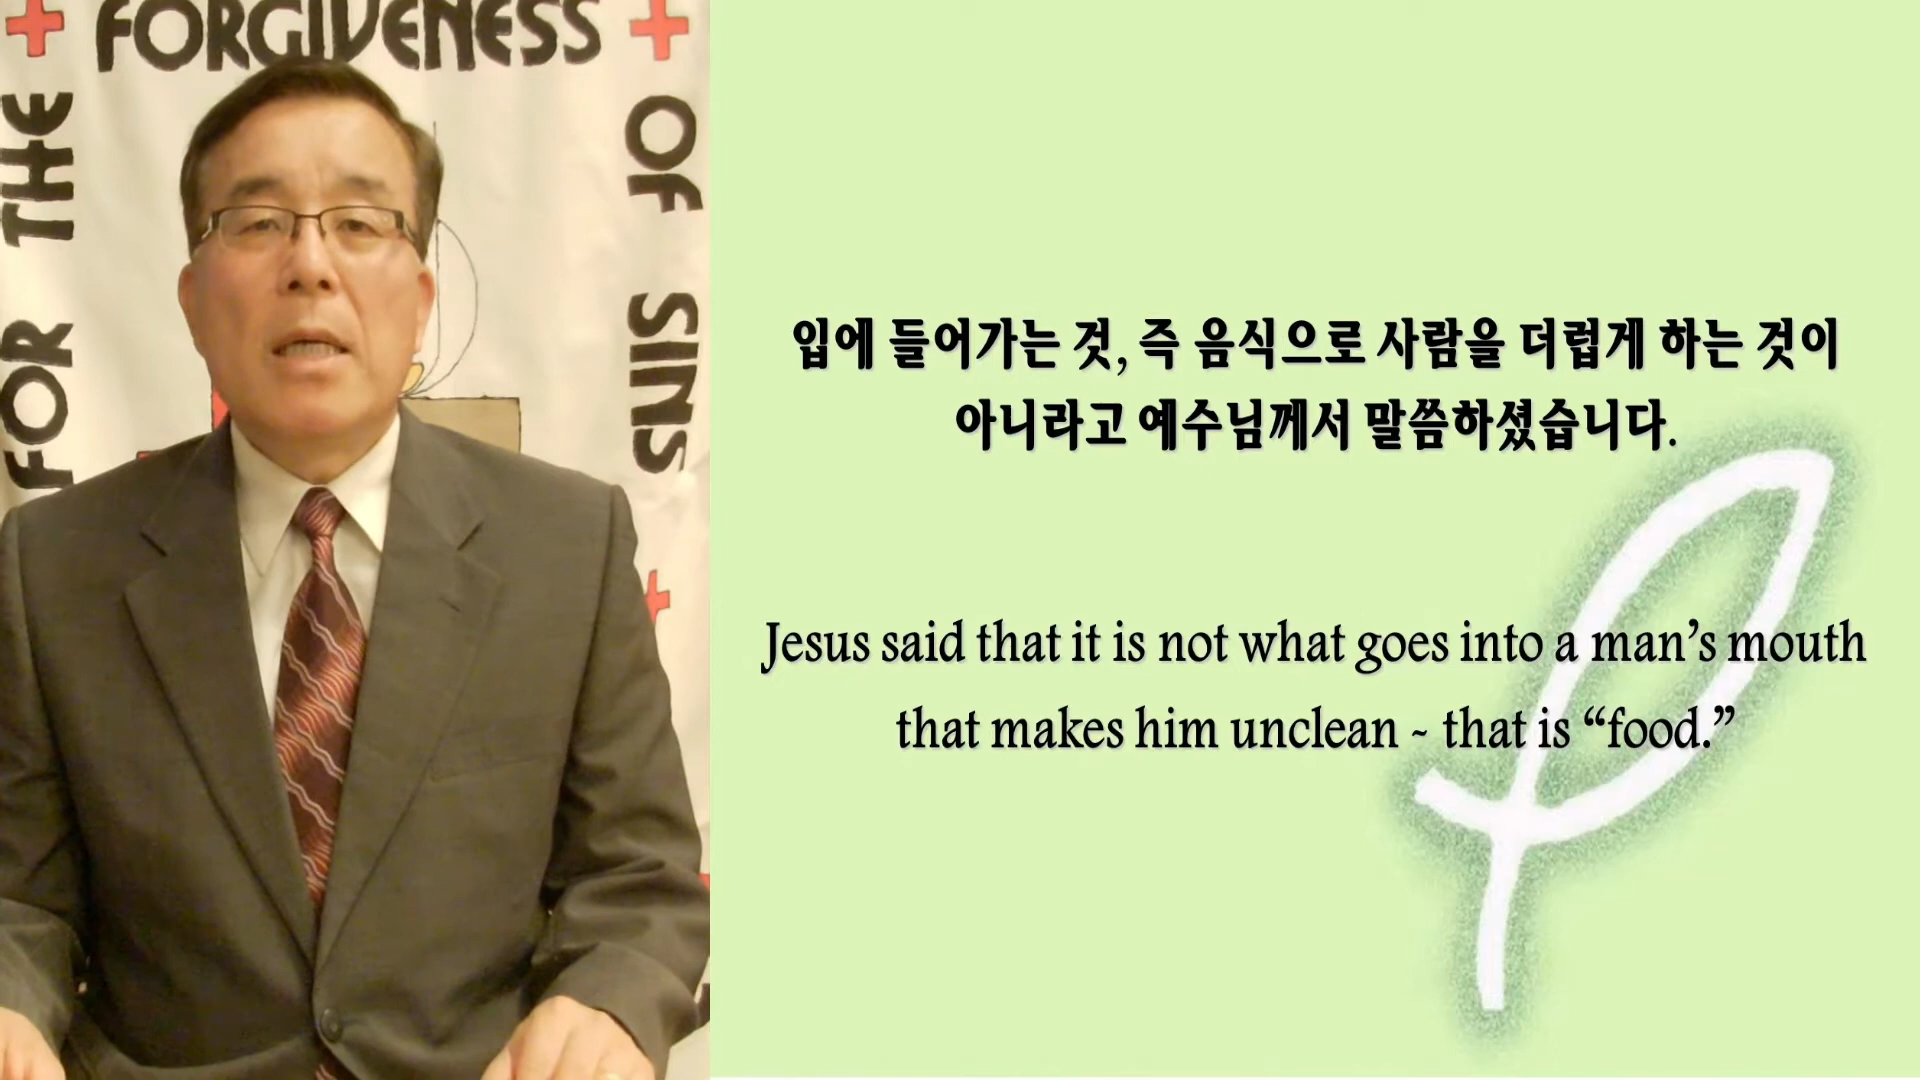 FORGIVENESS
FOR THE
OF SINS
입에 들어가는 것, 즉 음식으로 사람을 더럽게 하는 것이
아니라고 예수님께서 말씀하셨습니다.
Jesus said that it is not what goes into a man’s mouth
that makes him unclean - that is “food.”